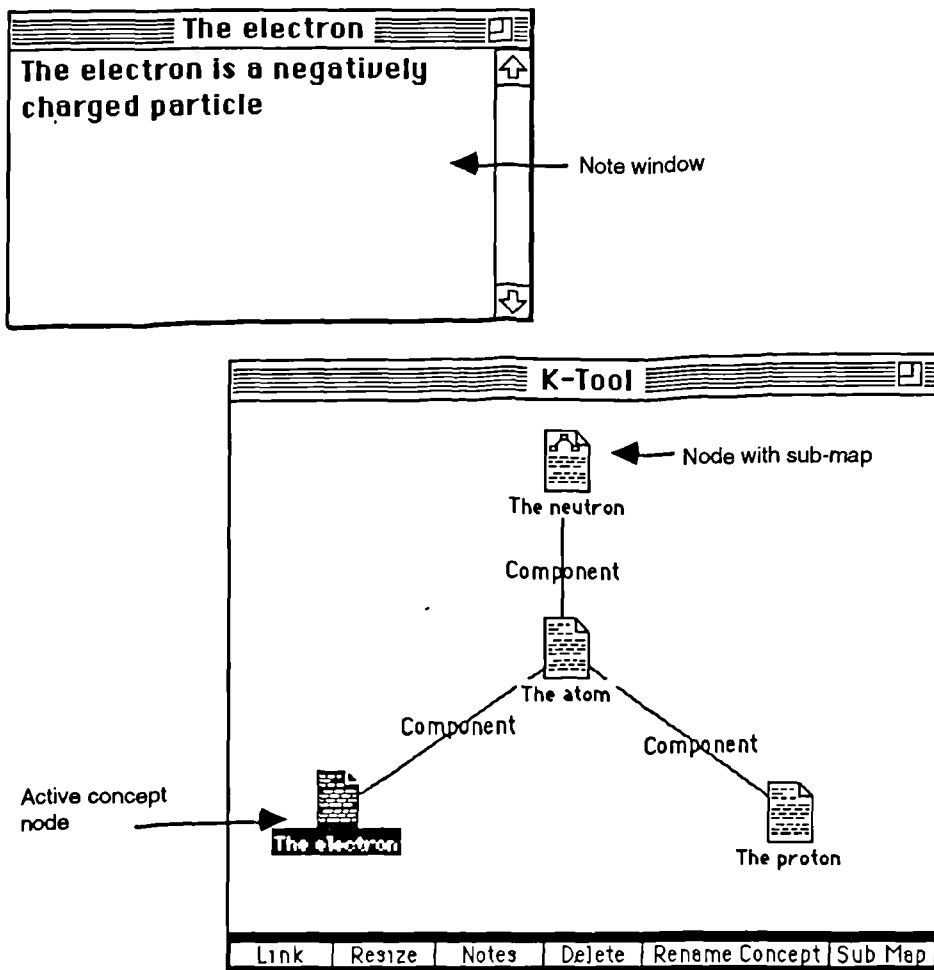 The electron
The electron is a negatively
charged particle
Note window
K-Tool
Node with sub-map
The neutron
Component
The atom
Component
Component
Active concept
node
The electron
The proton
Link Resize Notes Delete Rename Concept Sub Map